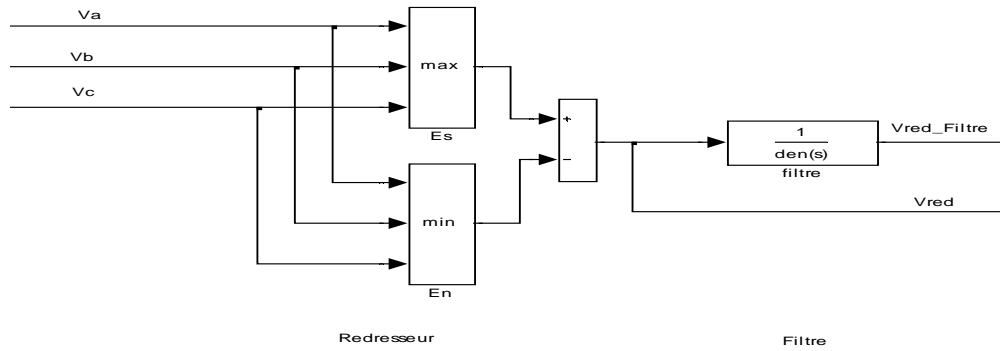 Va
Vb
Vc
max
Es
min
En
+
−
1
den(s)
filtre
Vred_Filtre
Vred
Redresseur
Filtre